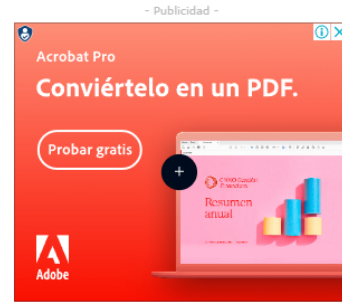 - Publicidad -
Acrobat Pro
Conviértelo en un PDF.
Probar gratis
Resumen
anual
Adobe